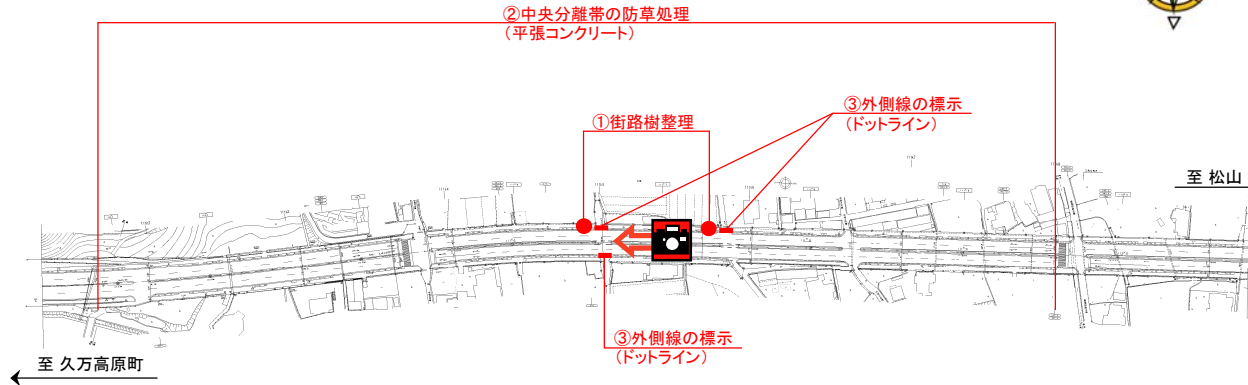 ②中央分離帯の防草処理
(平張コンクリート)
③外側線の標示
(ドットライン)
①街路樹整理
至 松山
③外側線の標示
(ドットライン)
至 久万高原町